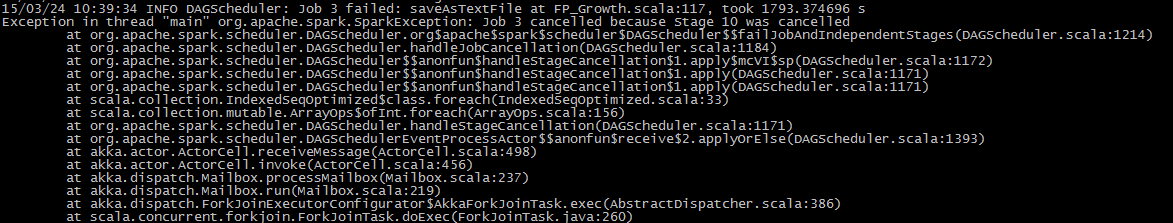 15/03/24 10:39:34 INFO DAGScheduler: Job 3 failed: saveAsTextFile at FP_Growth.scala:117, took 1793.374696 s
Exception in thread "main" org.apache.spark.SparkException: Job 3 cancelled because Stage 10 was cancelled
at org.apache.spark.scheduler.DAGScheduler.org$apache$spark$scheduler$DAGScheduler$$failJobAndIndependentStages(DAGScheduler.scala:1214)
at org.apache.spark.scheduler.DAGScheduler.handleJobCancellation(DAGScheduler.scala:1184)
at org.apache.spark.scheduler.DAGScheduler$$anonfun$handleStageCancellation$1.apply$mcVI$sp(DAGScheduler.scala:1172)
at org.apache.spark.scheduler.DAGScheduler$$anonfun$handleStageCancellation$1.apply(DAGScheduler.scala:1171)
at org.apache.spark.scheduler.DAGScheduler$$anonfun$handleStageCancellation$1.apply(DAGScheduler.scala:1171)
at scala.collection.IndexedSeqOptimized$class.foreach(IndexedSeqOptimized.scala:33)
at scala.collection.mutable.ArrayOps$ofInt.foreach(ArrayOps.scala:156)
at org.apache.spark.scheduler.DAGScheduler.handleStageCancellation(DAGScheduler.scala:1171)
at org.apache.spark.scheduler.DAGSchedulerEventProcessActor$$anonfun$receive$2.applyOrElse(DAGScheduler.scala:1393)
at akka.actor.ActorCell.receiveMessage(ActorCell.scala:498)
at akka.actor.ActorCell.invoke(ActorCell.scala:456)
at akka.dispatch.Mailbox.processMailbox(Mailbox.scala:237)
at akka.dispatch.Mailbox.run(Mailbox.scala:219)
at akka.dispatch.ForkJoinExecutorConfigurator$AkkaForkJoinTask.exec(AbstractDispatcher.scala:386)
at scala.concurrent.forkjoin.ForkJoinTask.doExec(ForkJoinTask.java:260)